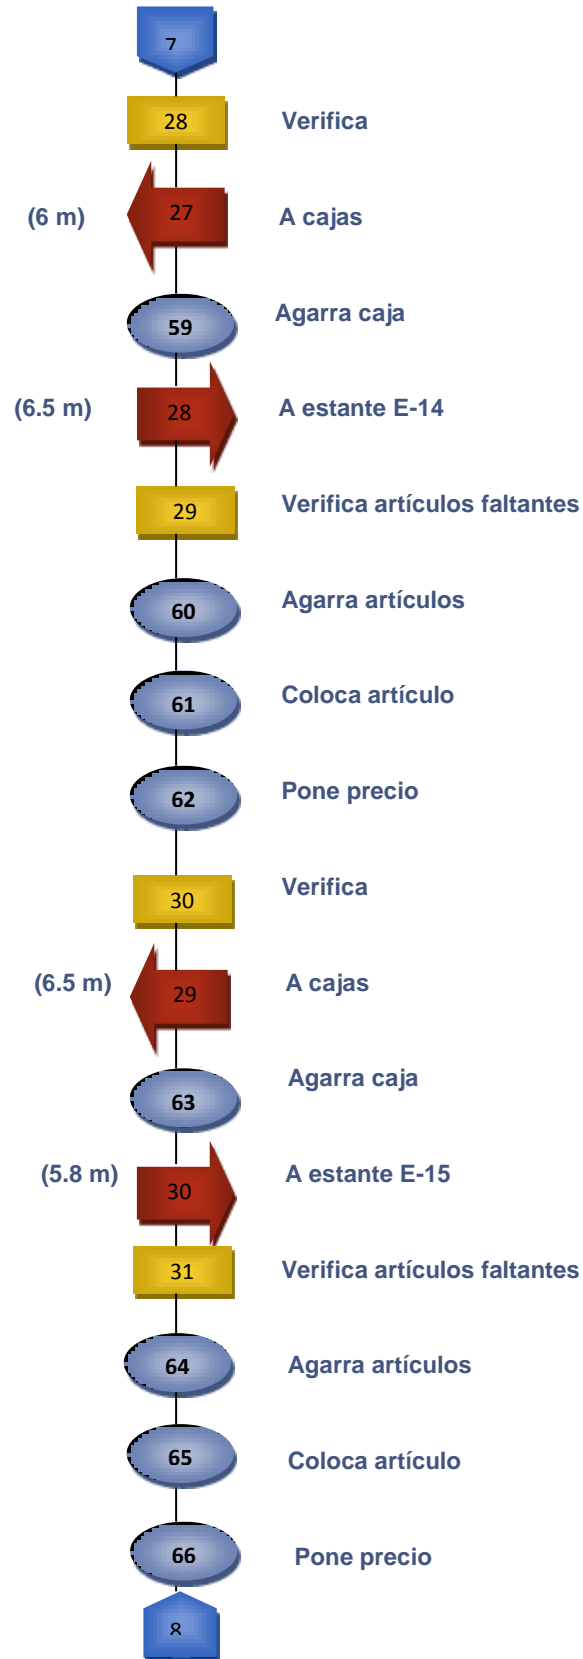 7
28 Verifica
(6 m) 27 A cajas
59 Agarra caja
(6.5 m) 28 A estante E-14
29 Verifica artículos faltantes
60 Agarra artículos
61 Coloca artículo
62 Pone precio
30 Verifica
(6.5 m) 29 A cajas
63 Agarra caja
(5.8 m) 30 A estante E-15
31 Verifica artículos faltantes
64 Agarra artículos
65 Coloca artículo
66 Pone precio
8